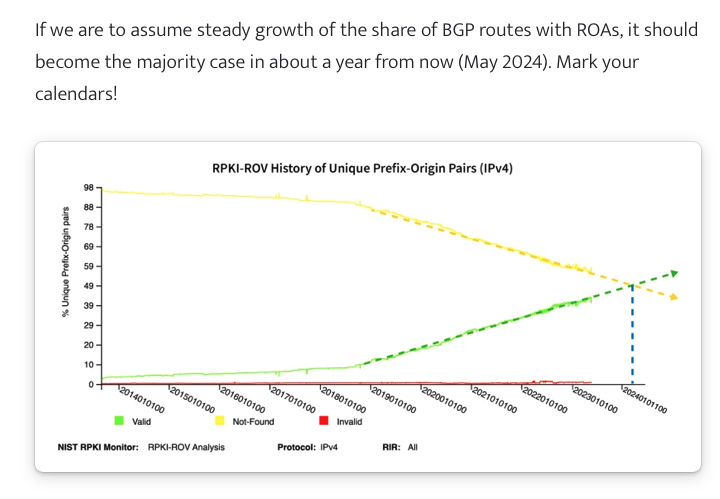 If we are to assume steady growth of the share of BGP routes with ROAs, it should
become the majority case in about a year from now (May 2024). Mark your
calendars!
RPKI-ROV History of Unique Prefix-Origin Pairs (IPv4)
% Unique Prefix-Origin pairs
98
88
78
69
59
49
39
29
20
10
0
2014010100
2015010100
2016010100
2017010100
2018010100
2019010100
2020010100
2021010100
2022010100
2023010100
20240101100
Valid
Not-Found
Invalid
NIST RPKI Monitor: RPKI-ROV Analysis Protocol: IPv4 RIR: All